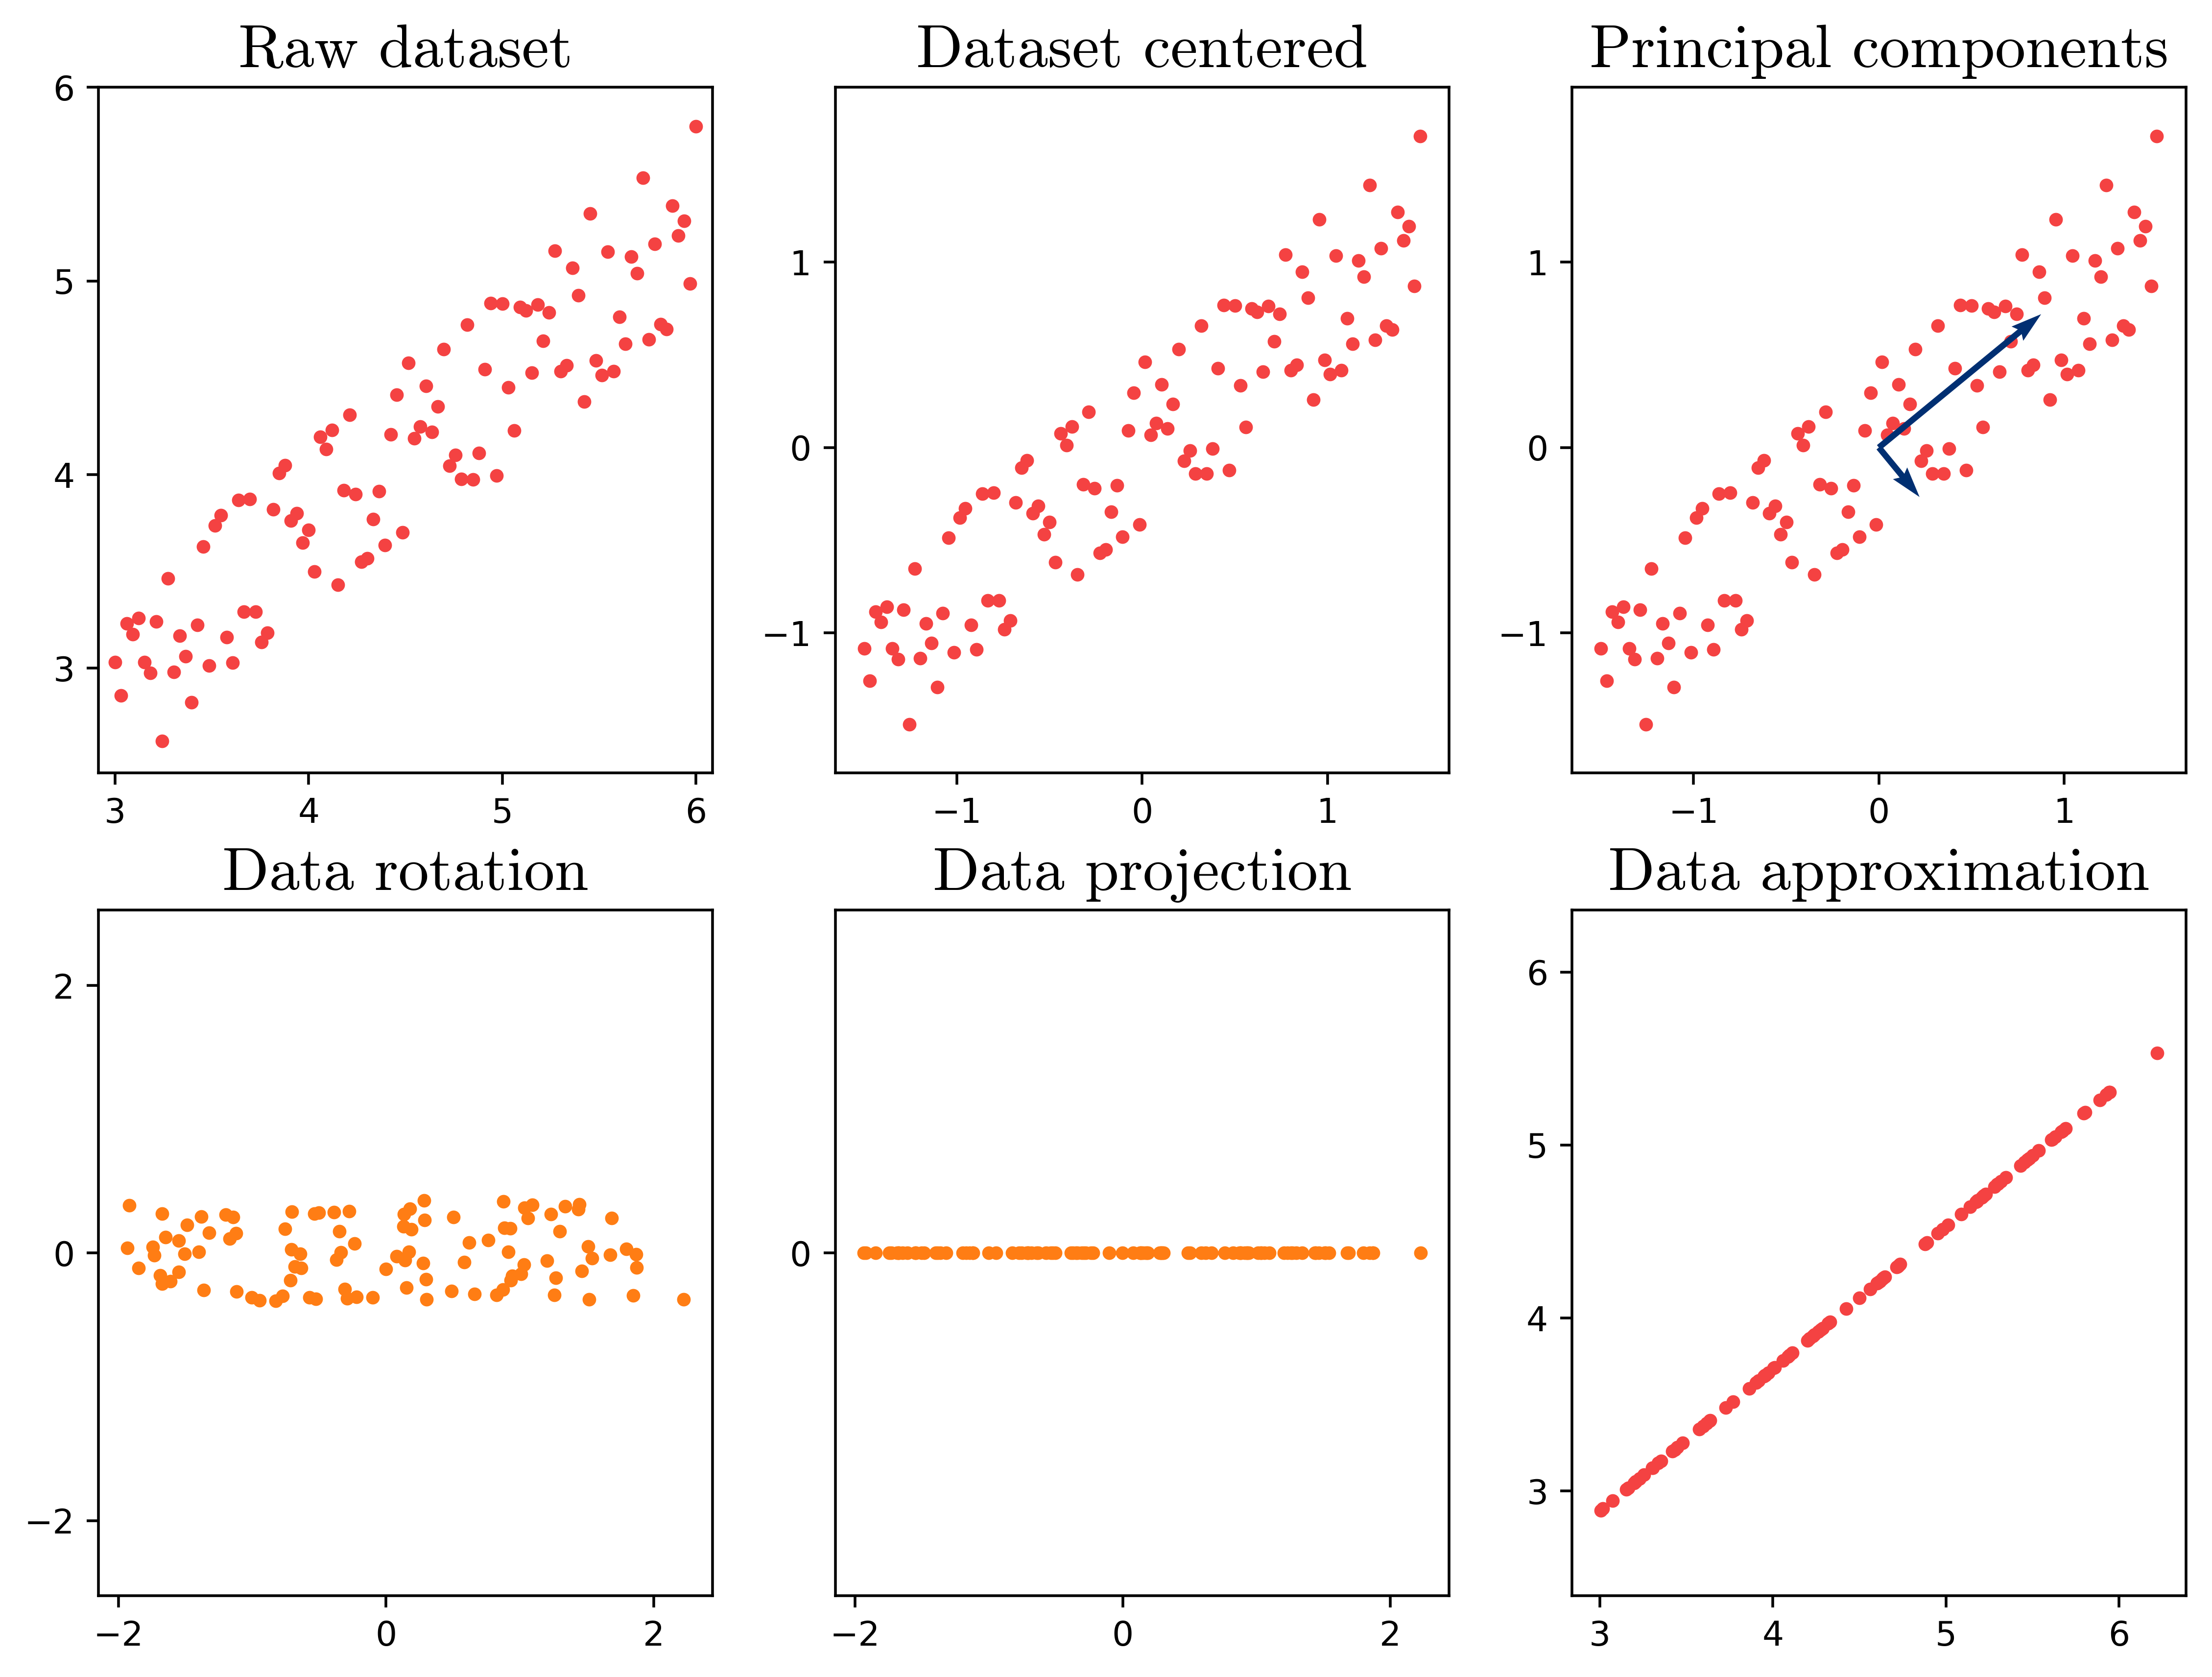 Raw dataset
Dataset centered
Principal components
6
5
4
3
3 4 5 6
1
0
−1
−1 0 1
1
0
−1
−1 0 1
Data rotation
Data projection
Data approximation
2
0
−2
−2 0 2
0
−2 0 2
6
5
4
3
3 4 5 6